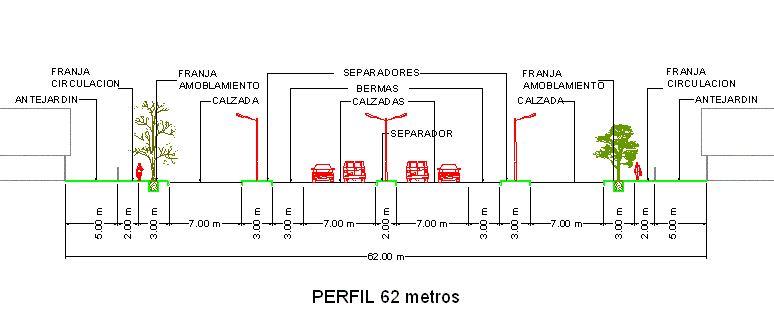 FRANJA
CIRCULACION
ANTEJARDIN
FRANJA
AMOBLAMIENTO
CALZADA
SEPARADORES
BERMAS
CALZADAS
SEPARADOR
FRANJA
AMOBLAMIENTO
CALZADA
FRANJA
CIRCULACION
ANTEJARDIN
5.00 m
2.00 m
3.00 m
7.00 m
3.00 m
3.00 m
7.00 m
2.00 m
7.00 m
3.00 m
3.00 m
7.00 m
3.00 m
2.00 m
5.00 m
62.00 m
PERFIL 62 metros